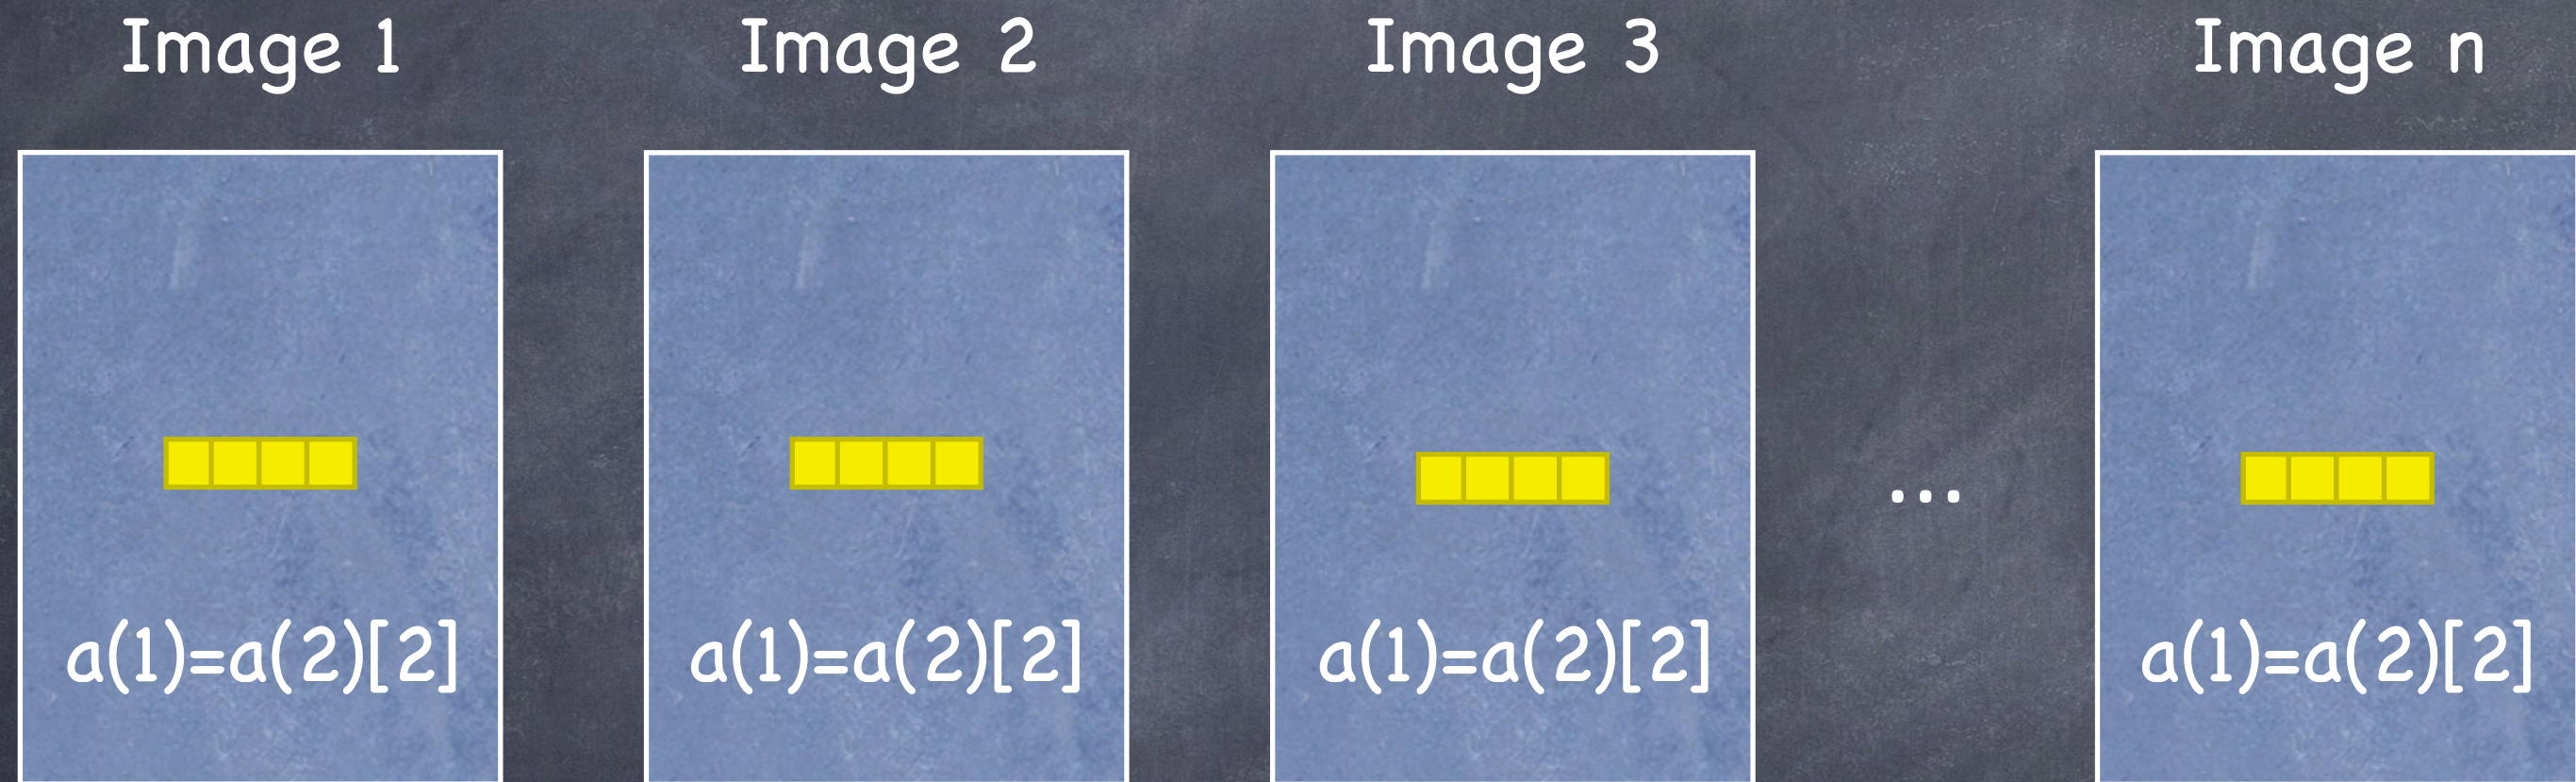 Image 1
Image 2
Image 3
Image n
...
a(1)=a(2)[2]
a(1)=a(2)[2]
a(1)=a(2)[2]
a(1)=a(2)[2]